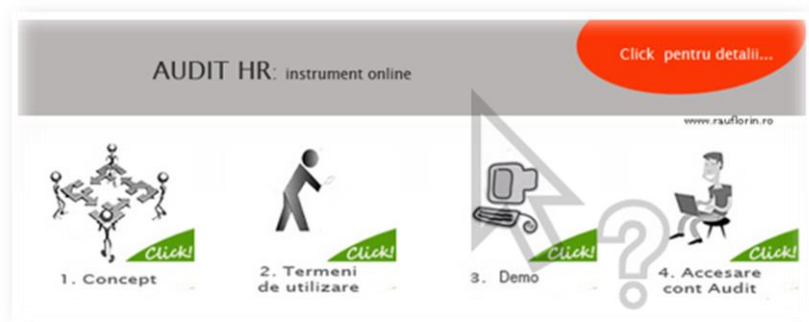 AUDIT HR: instrument online
Click pentru detalii...
www.rauflorin.ro
Click!
Click!
Click!
Click!
1. Concept
2. Termeni
de utilizare
3. Demo
4. Accesare
cont Audit
?